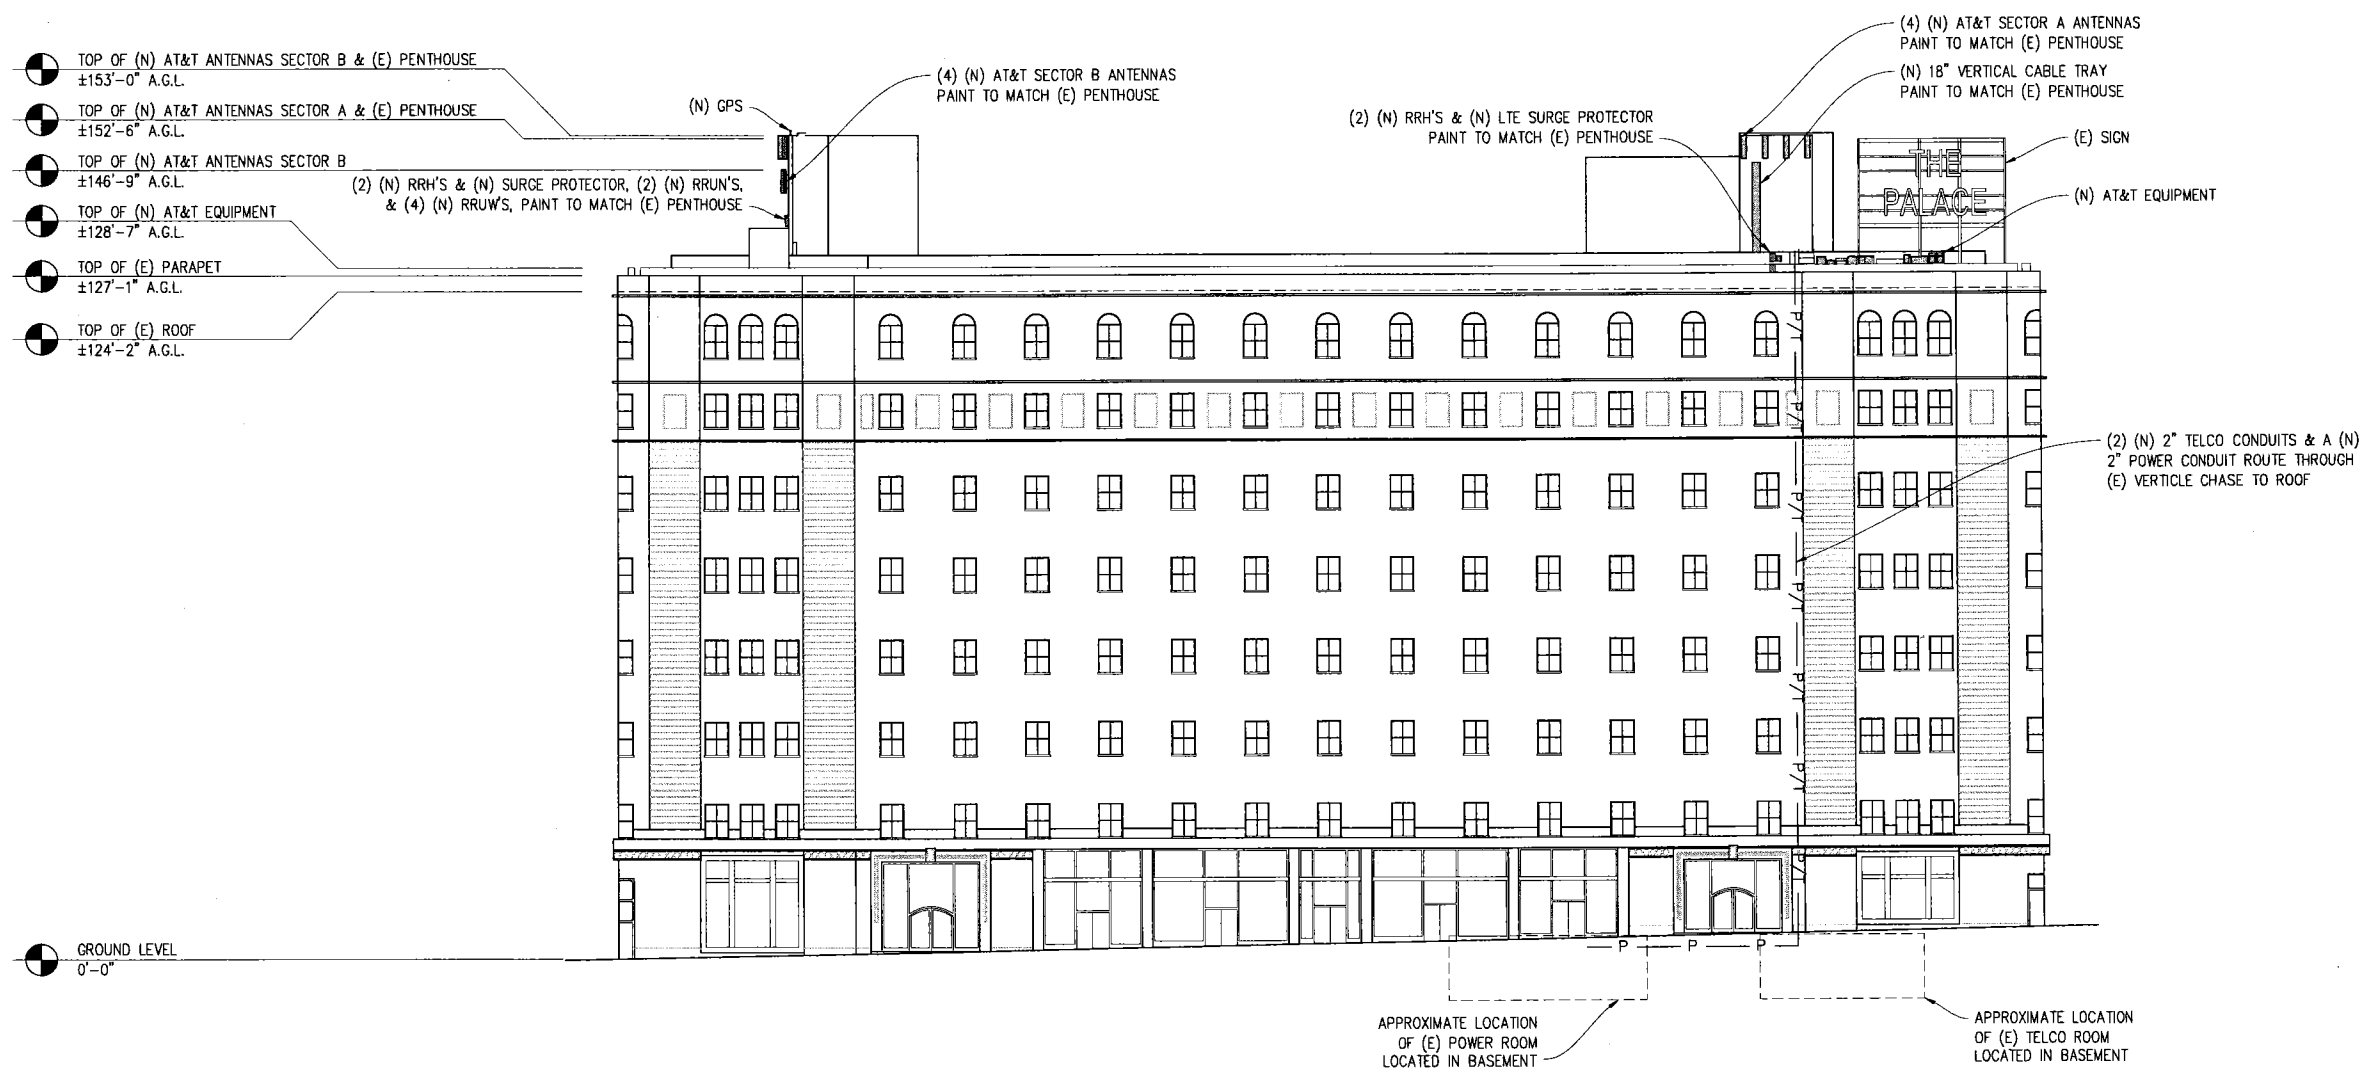 TOP OF (N) AT&T ANTENNAS SECTOR B & (E) PENTHOUSE
±153'-0" A.G.L.
TOP OF (N) AT&T ANTENNAS SECTOR A & (E) PENTHOUSE
±152'-6" A.G.L.
TOP OF (N) AT&T ANTENNAS SECTOR B
±146'-9" A.G.L.
TOP OF (N) AT&T EQUIPMENT
±128'-7" A.G.L.
TOP OF (E) PARAPET
±127'-1" A.G.L.
TOP OF (E) ROOF
±124'-2" A.G.L.
GROUND LEVEL
0'-0"
(N) GPS
(4) (N) AT&T SECTOR B ANTENNAS
PAINT TO MATCH (E) PENTHOUSE
(2) (N) RRH'S & (N) SURGE PROTECTOR, (2) (N) RRUN'S,
& (4) (N) RRUW'S, PAINT TO MATCH (E) PENTHOUSE
(2) (N) RRH'S & (N) LTE SURGE PROTECTOR
PAINT TO MATCH (E) PENTHOUSE
(4) (N) AT&T SECTOR A ANTENNAS
PAINT TO MATCH (E) PENTHOUSE
(N) 18" VERTICAL CABLE TRAY
PAINT TO MATCH (E) PENTHOUSE
(E) SIGN
THE
PALACE
(N) AT&T EQUIPMENT
(2) (N) 2" TELCO CONDUITS & A (N)
2" POWER CONDUIT ROUTE THROUGH
(E) VERTICLE CHASE TO ROOF
P
T
P
T
P
T
P
T
P
T
P
T
P
T
P P P
APPROXIMATE LOCATION
OF (E) POWER ROOM
LOCATED IN BASEMENT
APPROXIMATE LOCATION
OF (E) TELCO ROOM
LOCATED IN BASEMENT